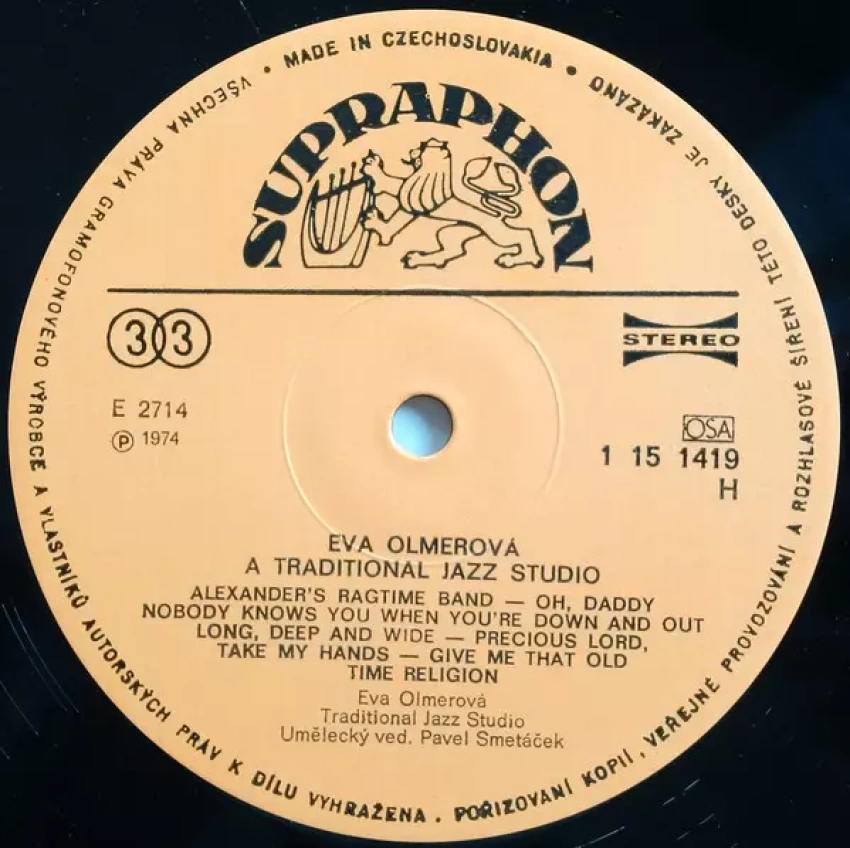 VŠECHNA PRÁVA GRAMOFONOVÉHO VÝROBCE A VLASTNÍKŮ AUTORSKÝCH PRÁV K DÍLU VYHRAŽENA . POŘIZOVÁNÍ KOPIÍ, VEŘEJNÉ PROVOZOVÁNÍ A ROZHLASOVÉ ŠÍŘENÍ TÉTO DESKY JE ZAKÁZÁNO
• MADE IN CZECHOSLOVAKIA •
SUPRAPHON
33
STEREO
E 2714
Ⓟ 1974
OSA
1 15 1419
H
EVA OLMEROVÁ
A TRADITIONAL JAZZ STUDIO
ALEXANDER'S RAGTIME BAND — OH, DADDY
NOBODY KNOWS YOU WHEN YOU'RE DOWN AND OUT
LONG, DEEP AND WIDE — PRECIOUS LORD,
TAKE MY HANDS — GIVE ME THAT OLD
TIME RELIGION
Eva Olmerová
Traditional Jazz Studio
Umělecký ved. Pavel Smetáček